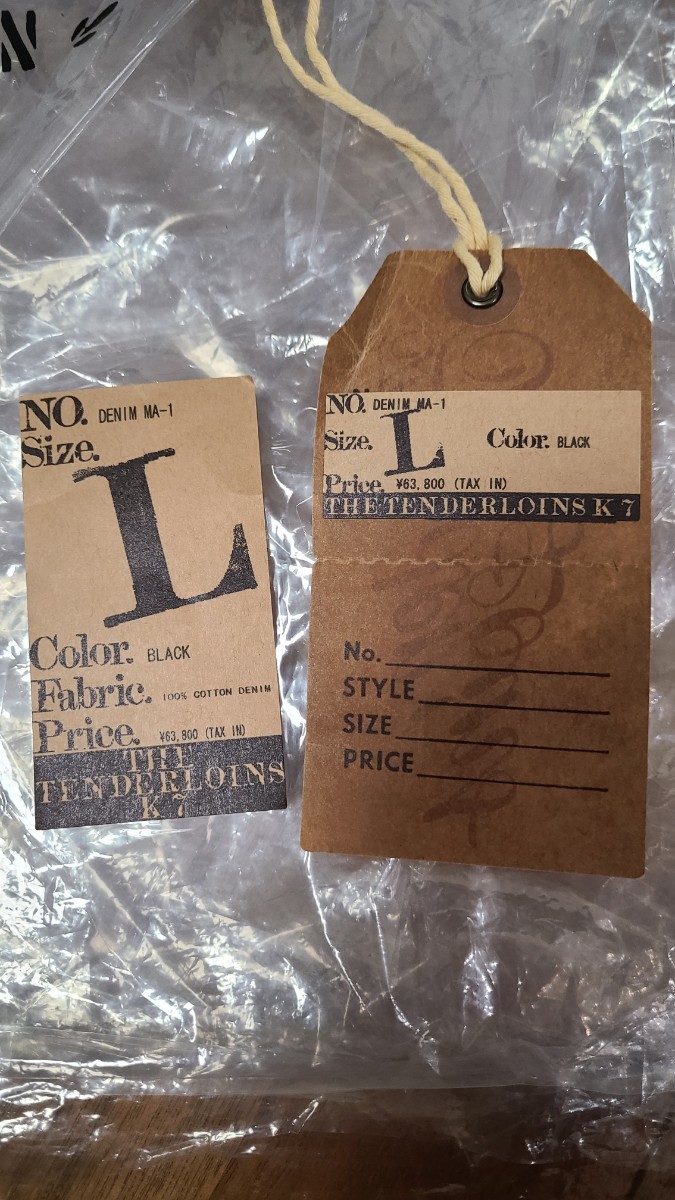 NO. DENIM MA-1
Size.
L
Color. BLACK
Fabric. 100% COTTON DENIM
Price. ¥63,800 (TAX IN)
THE
TENDERLOINS
K 7
NO. DENIM MA-1
Size. L Color. BLACK
Price. ¥63,800 (TAX IN)
THE TENDERLOINS K 7
No.
STYLE
SIZE
PRICE